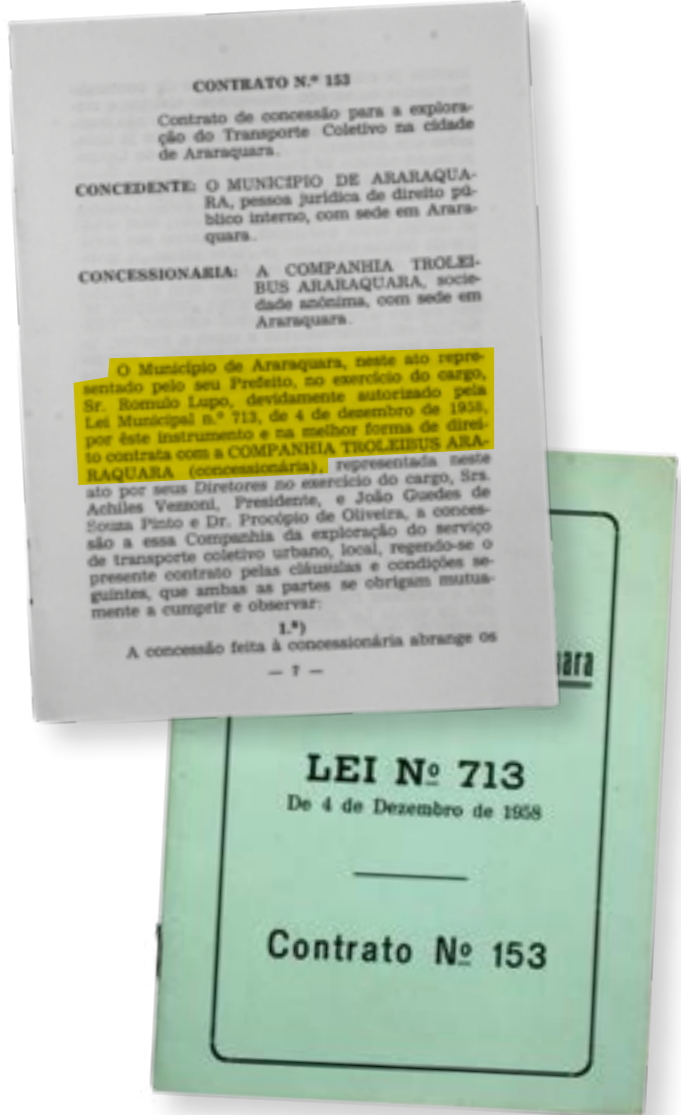 CONTRATO N.º 153
Contrato de concessão para a explora-
ção do Transporte Coletivo na cidade
de Araraquara.
CONCEDENTE: O MUNICIPIO DE ARARAQUA-
RA, pessoa jurídica de direito pú-
blico interno, com sede em Arara-
quara.
CONCESSIONARIA: A COMPANHIA TROLEI-
BUS ARARAQUARA, socie-
dade anônima, com sede em
Araraquara.
O Município de Araraquara, neste ato repre-
sentado pelo seu Prefeito, no exercício do cargo,
Sr. Romulo Lupo, devidamente autorizado pela
Lei Municipal n.º 713, de 4 de dezembro de 1958,
por êste instrumento e na melhor forma de direi-
to contrata com a COMPANHIA TROLEIBUS ARA-
RAQUARA (concessionária), representada neste
ato por seus Diretores no exercício do cargo, Srs.
Achiles Vezzoni, Presidente, e João Guedes de
Souza Pinto e Dr. Procópio de Oliveira, a conces-
são a essa Companhia da exploração do serviço
de transporte coletivo urbano, local, regendo-se o
presente contrato pelas cláusulas e condições se-
guintes, que ambas as partes se obrigam mutua-
mente a cumprir e observar:
1.ª)
A concessão feita à concessionária abrange os
— 7 —
ara
LEI Nº 713
De 4 de Dezembro de 1958
Contrato Nº 153